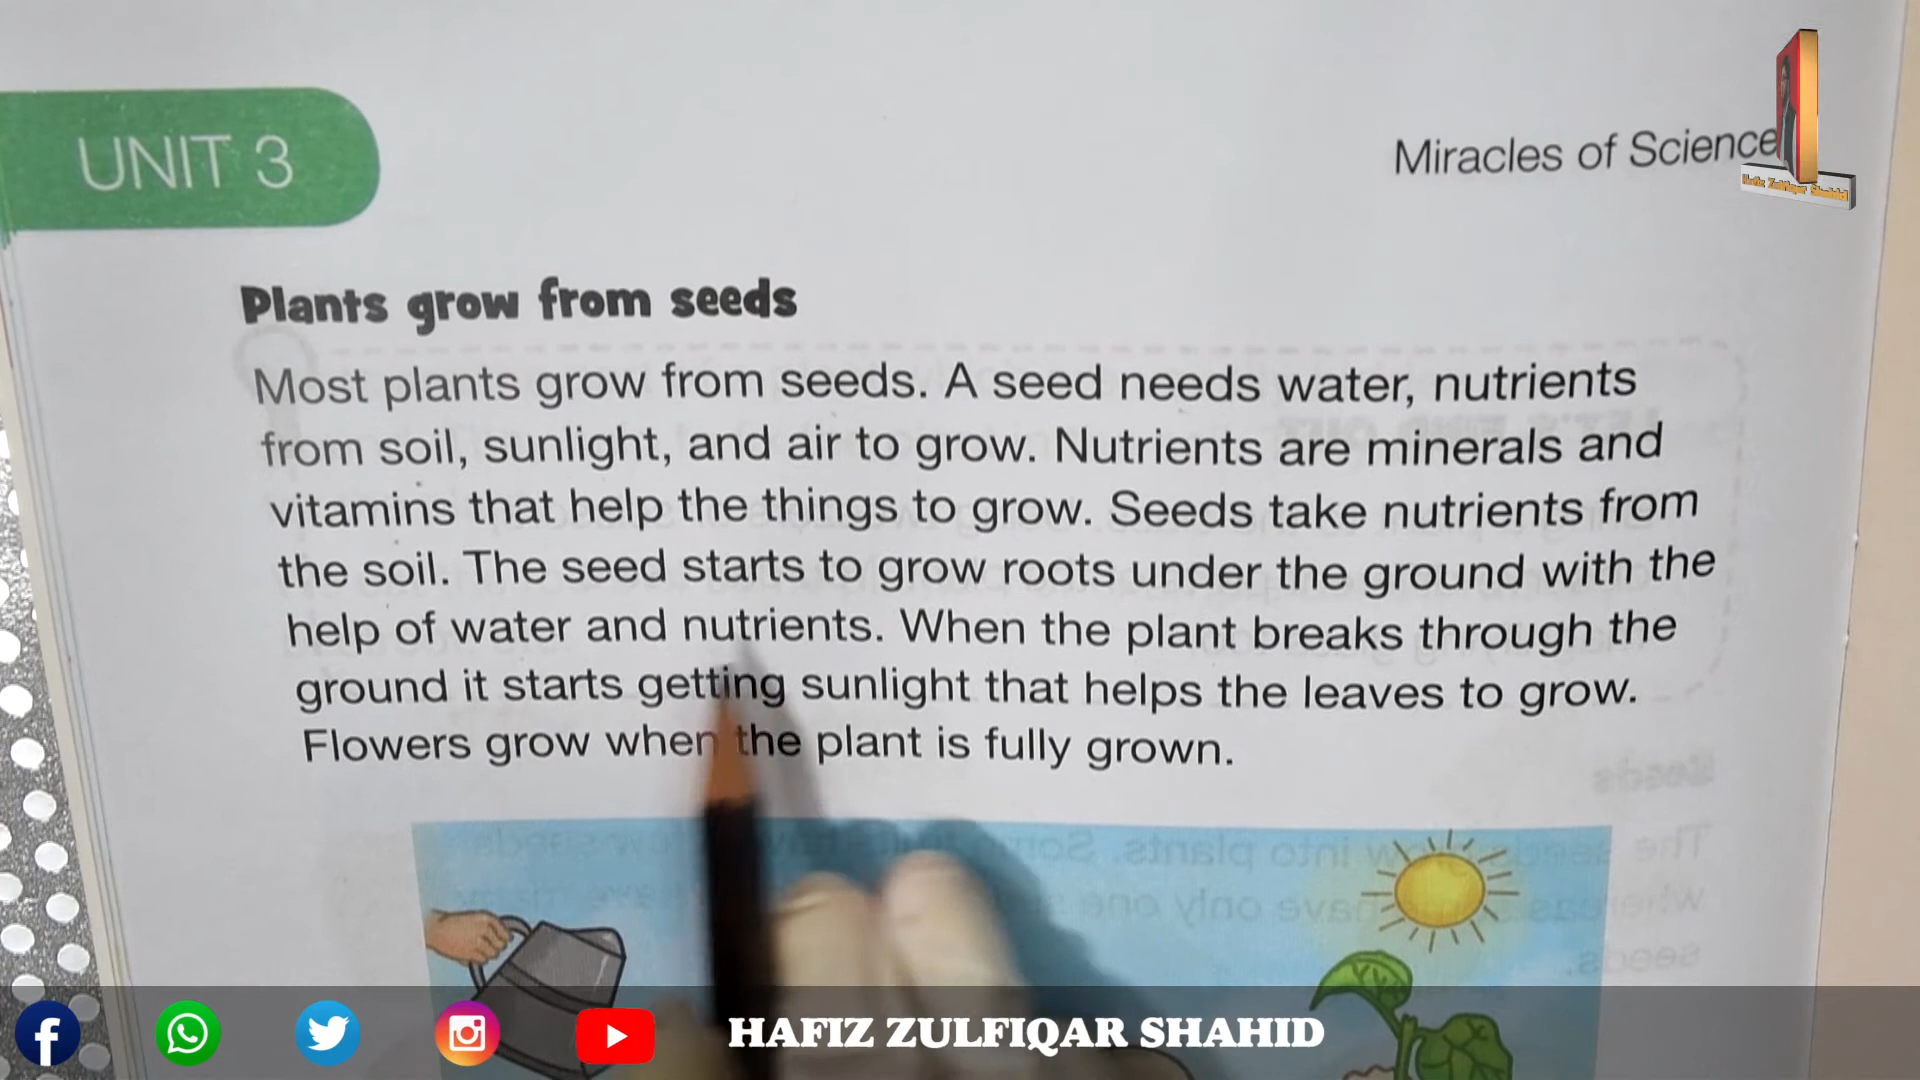 UNIT 3
Miracles of Science
Hafiz Zulfiqar Shahid
Plants grow from seeds
Most plants grow from seeds. A seed needs water, nutrients
from soil, sunlight, and air to grow. Nutrients are minerals and
vitamins that help the things to grow. Seeds take nutrients from
the soil. The seed starts to grow roots under the ground with the
help of water and nutrients. When the plant breaks through the
ground it starts getting sunlight that helps the leaves to grow.
Flowers grow when the plant is fully grown.
HAFIZ ZULFIQAR SHAHID